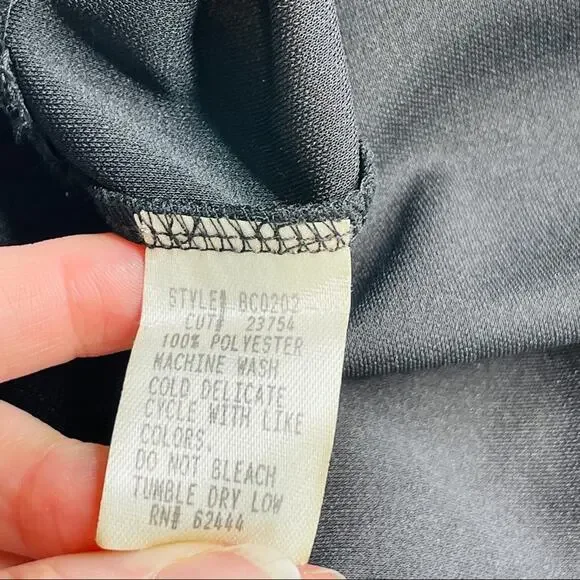 STYLE# BC0202
CUT# 23754
100% POLYESTER
MACHINE WASH
COLD DELICATE
CYCLE WITH LIKE
COLORS.
DO NOT BLEACH
TUMBLE DRY LOW
RN# 62444